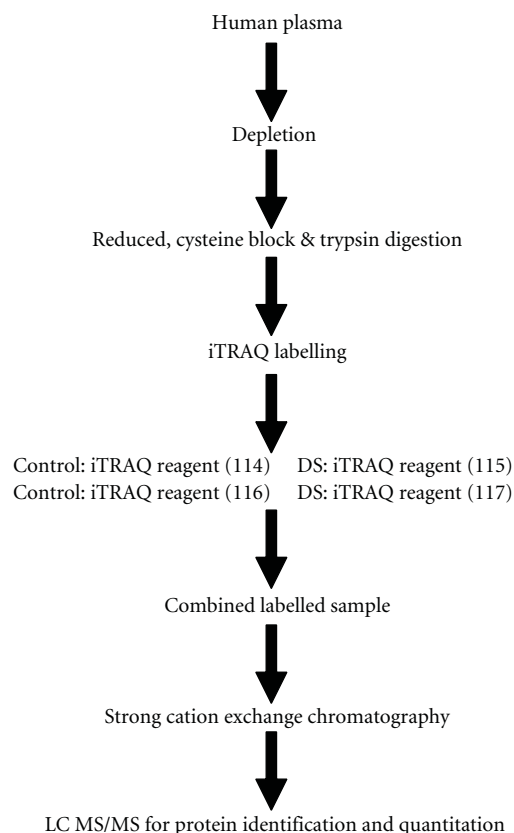 Human plasma
Depletion
Reduced, cysteine block & trypsin digestion
iTRAQ labelling
Control: iTRAQ reagent (114) DS: iTRAQ reagent (115)
Control: iTRAQ reagent (116) DS: iTRAQ reagent (117)
Combined labelled sample
Strong cation exchange chromatography
LC MS/MS for protein identification and quantitation